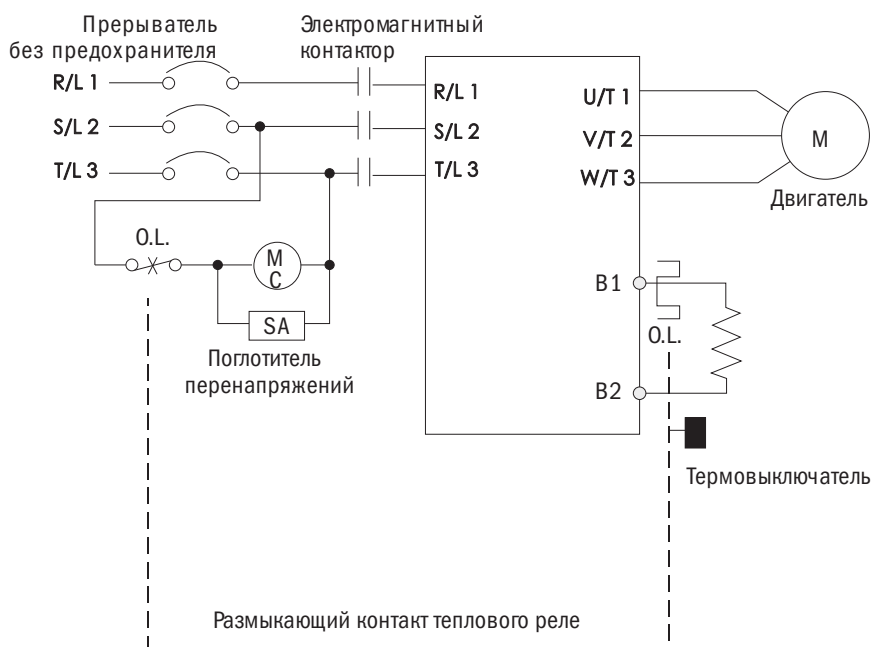 Прерыватель
без предохранителя
Электромагнитный
контактор
R/L 1
S/L 2
T/L 3
R/L 1
S/L 2
T/L 3
U/T 1
V/T 2
W/T 3
M
Двигатель
O.L.
M
C
SA
Поглотитель
перенапряжений
B1
O.L.
B2
Термовыключатель
Размыкающий контакт теплового реле